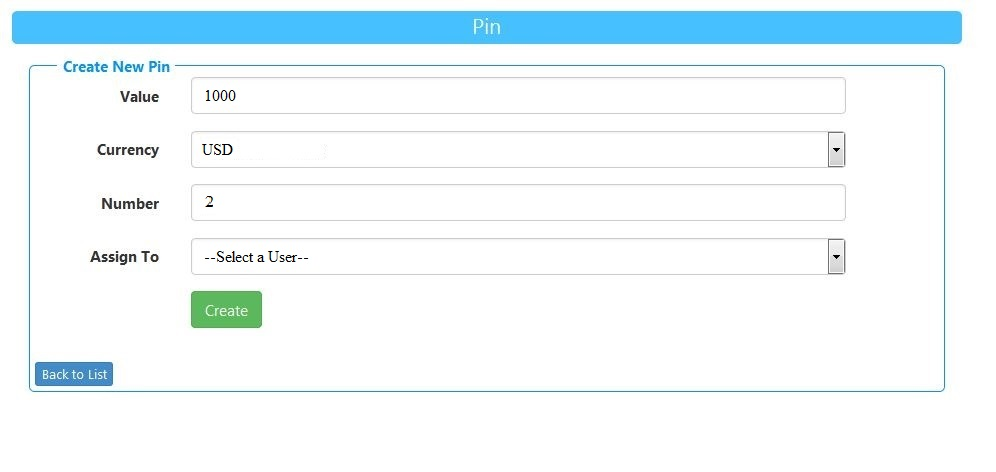 Pin
Create New Pin
Value 1000
Currency USD
Number 2
Assign To --Select a User--
Create
Back to List